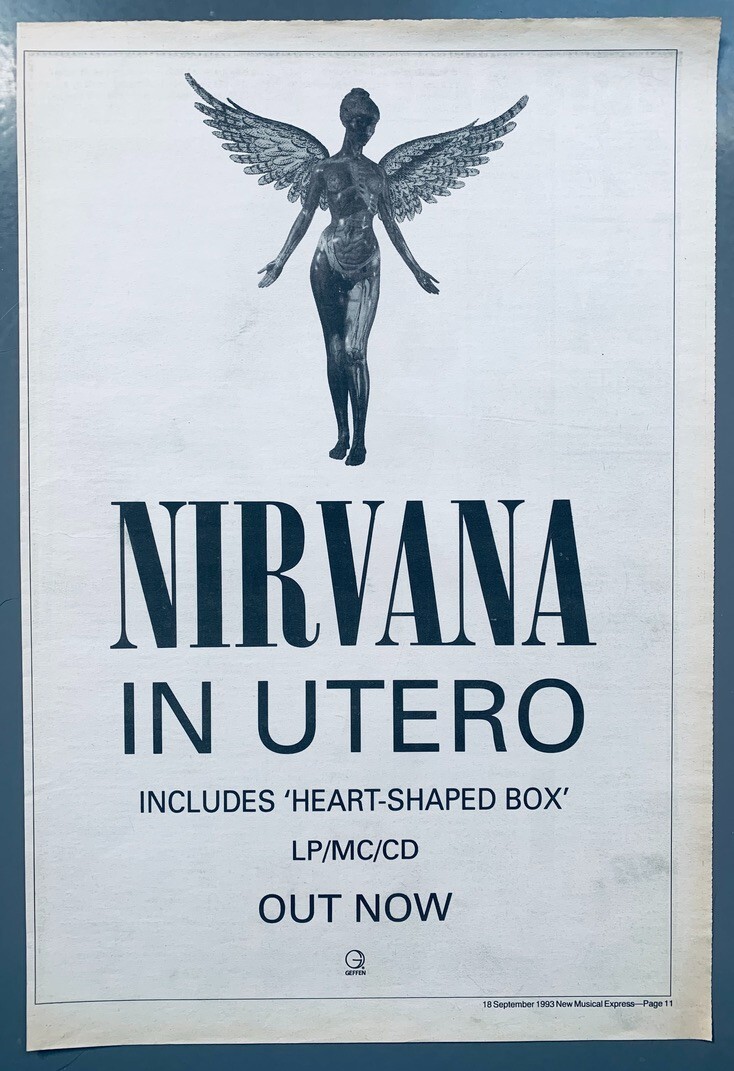 NIRVANA
IN UTERO
INCLUDES ‘HEART-SHAPED BOX’
LP/MC/CD
OUT NOW
GEFFEN
18 September 1993 New Musical Express—Page 11